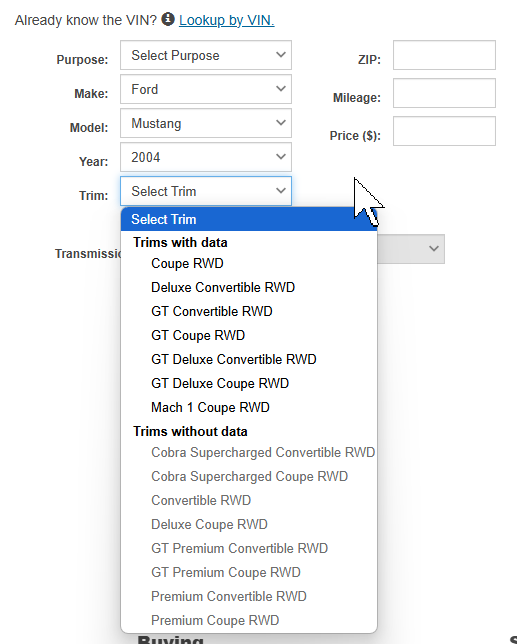 Already know the VIN? Lookup by VIN.
Purpose: Select Purpose
ZIP:
Make: Ford
Mileage:
Model: Mustang
Price ($):
Year: 2004
Trim: Select Trim
Select Trim
Trims with data
Coupe RWD
Deluxe Convertible RWD
GT Convertible RWD
GT Coupe RWD
GT Deluxe Convertible RWD
GT Deluxe Coupe RWD
Mach 1 Coupe RWD
Trims without data
Cobra Supercharged Convertible RWD
Cobra Supercharged Coupe RWD
Convertible RWD
Deluxe Coupe RWD
GT Premium Convertible RWD
GT Premium Coupe RWD
Premium Convertible RWD
Premium Coupe RWD
Transmissio
Buying